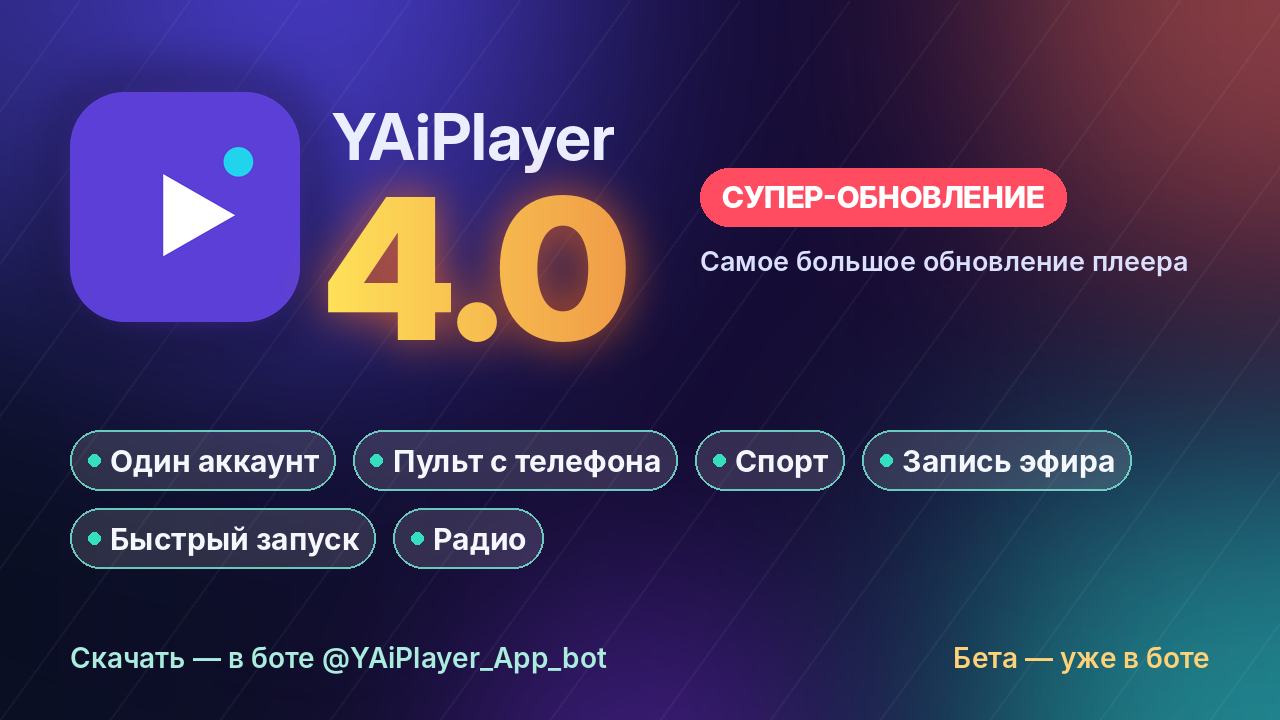 YAiPlayer
4.0
СУПЕР-ОБНОВЛЕНИЕ
Самое большое обновление плеера
Один аккаунт
Пульт с телефона
Спорт
Запись эфира
Быстрый запуск
Радио
Скачать — в боте @YAiPlayer_App_bot
Бета — уже в боте